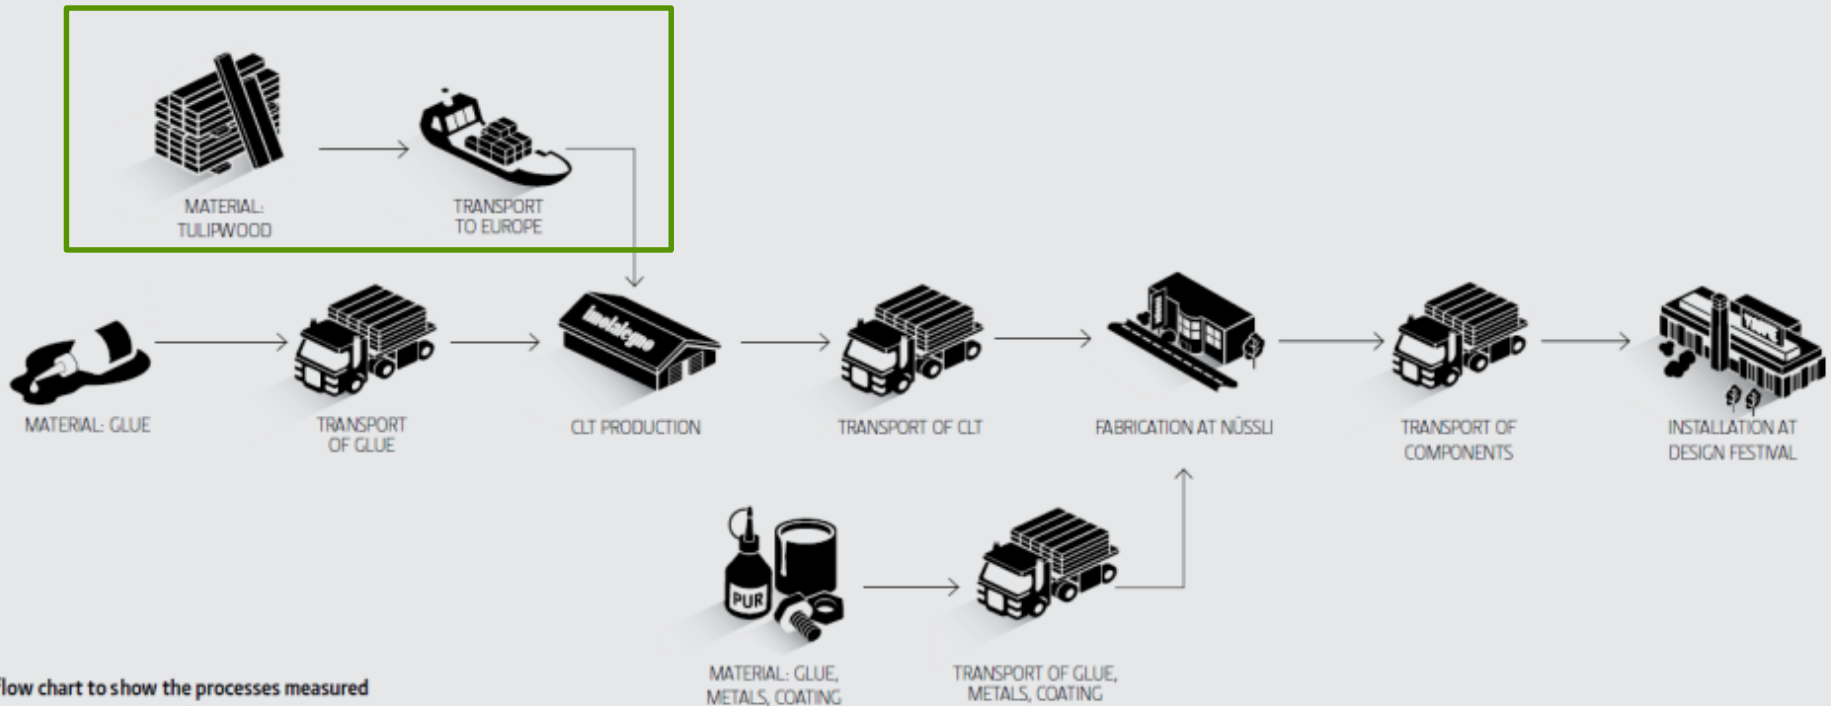 MATERIAL:
TULIPWOOD
TRANSPORT
TO EUROPE
imolalegno
MATERIAL: GLUE
TRANSPORT
OF GLUE
CLT PRODUCTION
TRANSPORT OF CLT
FABRICATION AT NÜSSLI
TRANSPORT OF
COMPONENTS
INSTALLATION AT
DESIGN FESTIVAL
PUR
MATERIAL: GLUE,
METALS, COATING
TRANSPORT OF GLUE,
METALS, COATING
flow chart to show the processes measured